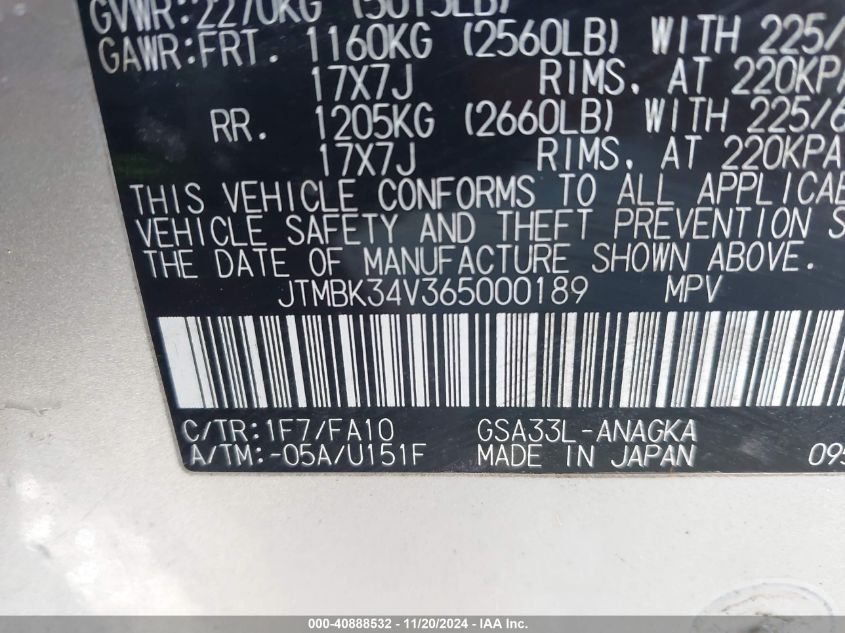 GVWR:2270KG (5015LB)
GAWR:FRT. 1160KG (2560LB) WITH 225/
17X7J RIMS, AT 220KPA
RR. 1205KG (2660LB) WITH 225/6
17X7J RIMS, AT 220KPA
THIS VEHICLE CONFORMS TO ALL APPLICAB
VEHICLE SAFETY AND THEFT PREVENTION S
THE DATE OF MANUFACTURE SHOWN ABOVE.
JTMBK34V365000189 MPV
C/TR:1F7/FA10 GSA33L-ANAGKA
A/TM:-05A/U151F MADE IN JAPAN 095
000-40888532 - 11/20/2024 - IAAI.com